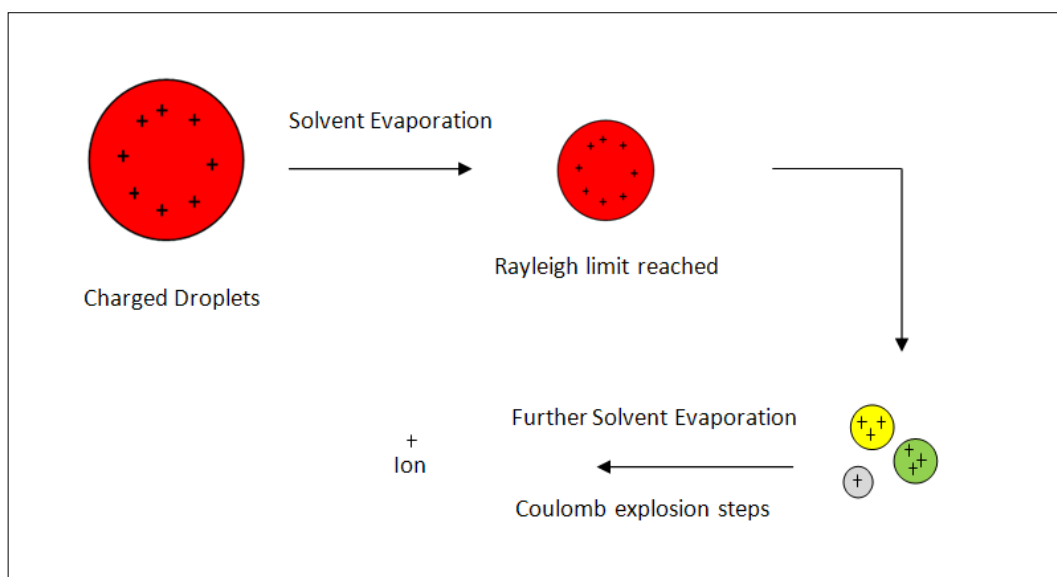 Solvent Evaporation
Charged Droplets
Rayleigh limit reached
Further Solvent Evaporation
Coulomb explosion steps
+
Ion